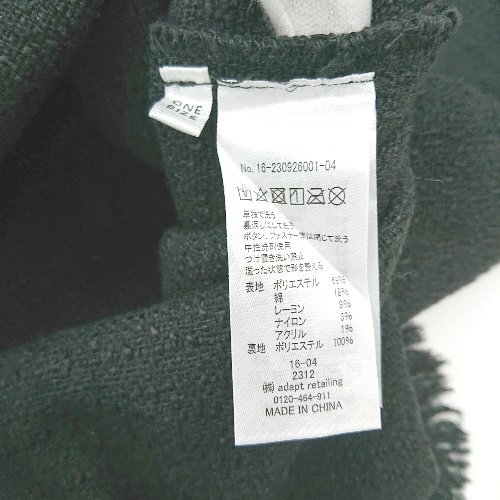 ONE
SIZE
No. 16-230926001-04
単独で洗う
裏返しにして洗う
ボタン、ファスナー等は閉じて洗う
中性洗剤使用
つけ置き洗い禁止
湿った状態で形を整える
表地 ポリエステル
綿
レーヨン 9%
ナイロン 3%
アクリル 1%
裏地 ポリエステル 100%
16-04
2312
(株) adapt retailing
0120-464-911
MADE IN CHINA